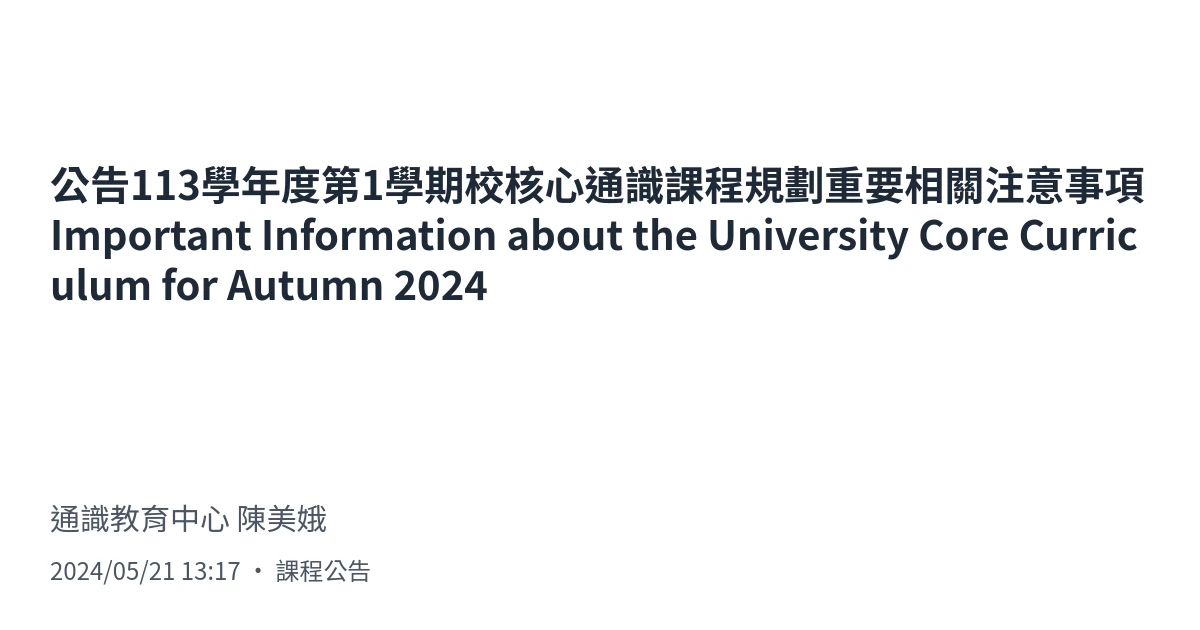 公告113學年度第1學期校核心通識課程規劃重要相關注意事項
Important Information about the University Core Curric
ulum for Autumn 2024
通識教育中心 陳美娥
2024/05/21 13:17 ・ 課程公告